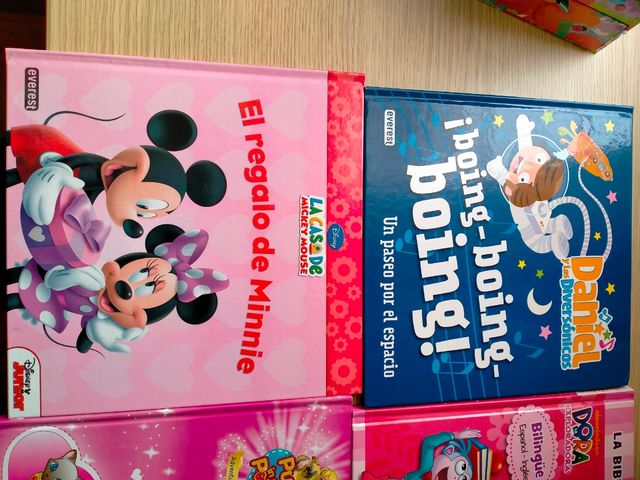 everest
Disney
LA CASA DE
MICKEY MOUSE
El regalo de Minnie
Disney
JUNIOR
everest
Daniel
y los Diversónicos
¡boing-boing-
boing!
Un paseo por el espacio
DORA
Bilingüe
Español - Inglés
LA BIB